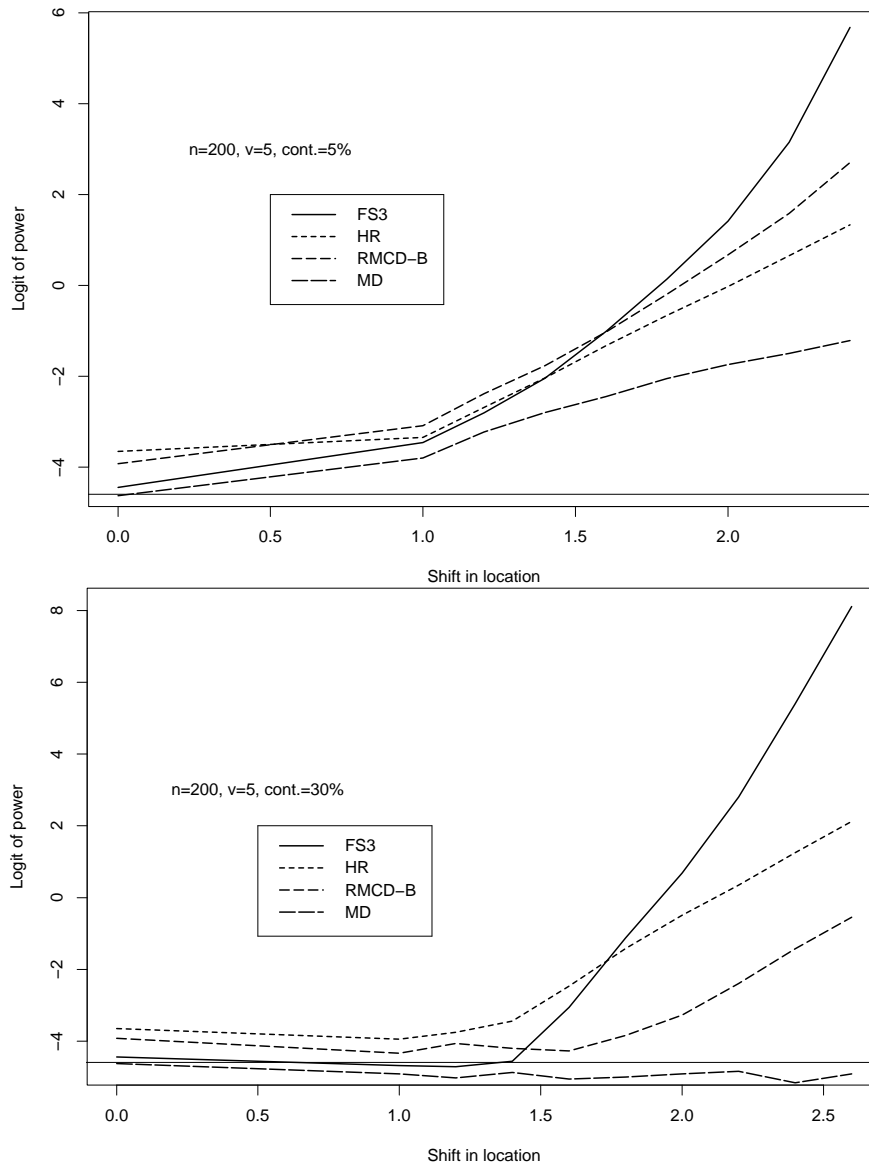 6
4
2
0
−2
−4
Logit of power
n=200, v=5, cont.=5%
FS3
HR
RMCD−B
MD
0.0 0.5 1.0 1.5 2.0
Shift in location
8
6
4
2
0
−2
−4
Logit of power
n=200, v=5, cont.=30%
FS3
HR
RMCD−B
MD
0.0 0.5 1.0 1.5 2.0 2.5
Shift in location